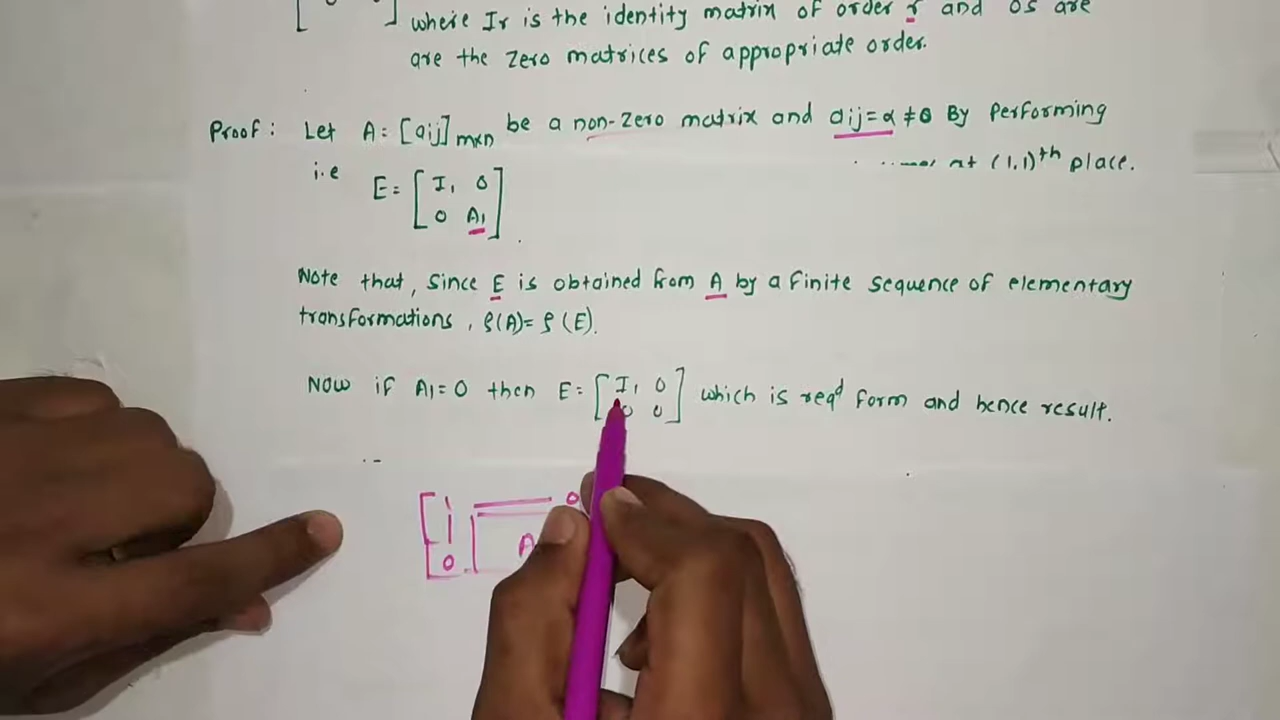 where Ir is the identity matrix of order r and Os are
are the zero matrices of appropriate order.
Proof: Let A = [aij]m×n be a non-zero matrix and aij = α ≠ 0 By performing
at (1,1)th place.
i.e E = [I1 0
0 A1]
Note that, since E is obtained from A by a finite sequence of elementary
transformations, ρ(A) = ρ(E).
Now if A1 = 0 then E = [I1 0
0 0] which is reqd form and hence result.
0
0 A